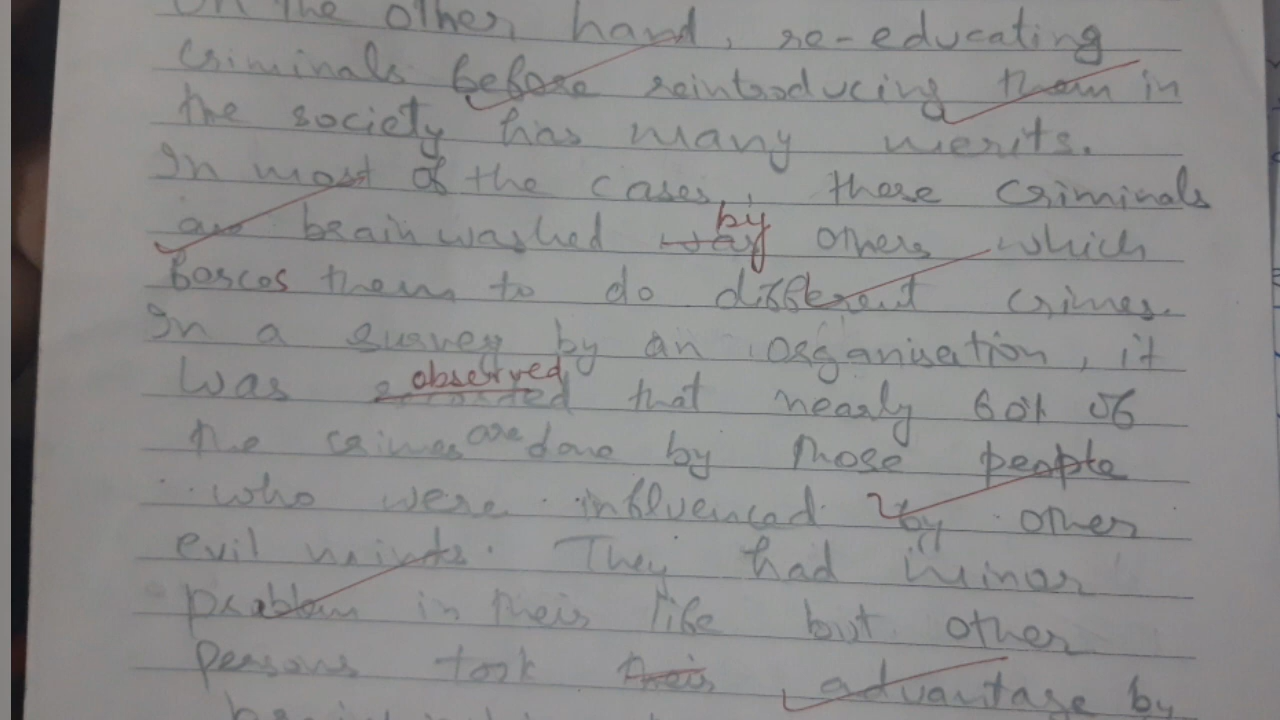 On the other hand, re-educating
criminals before reintroducing them in
the society has many merits.
In most of the cases, these criminals
are brainwashed by others which
forces them to do different crimes.
In a survey by an organisation, it
was observed that nearly 60% of
the crimes are done by those people
who were influenced by other
evil minds. They had minor
problem in their life but other
persons took their advantage by